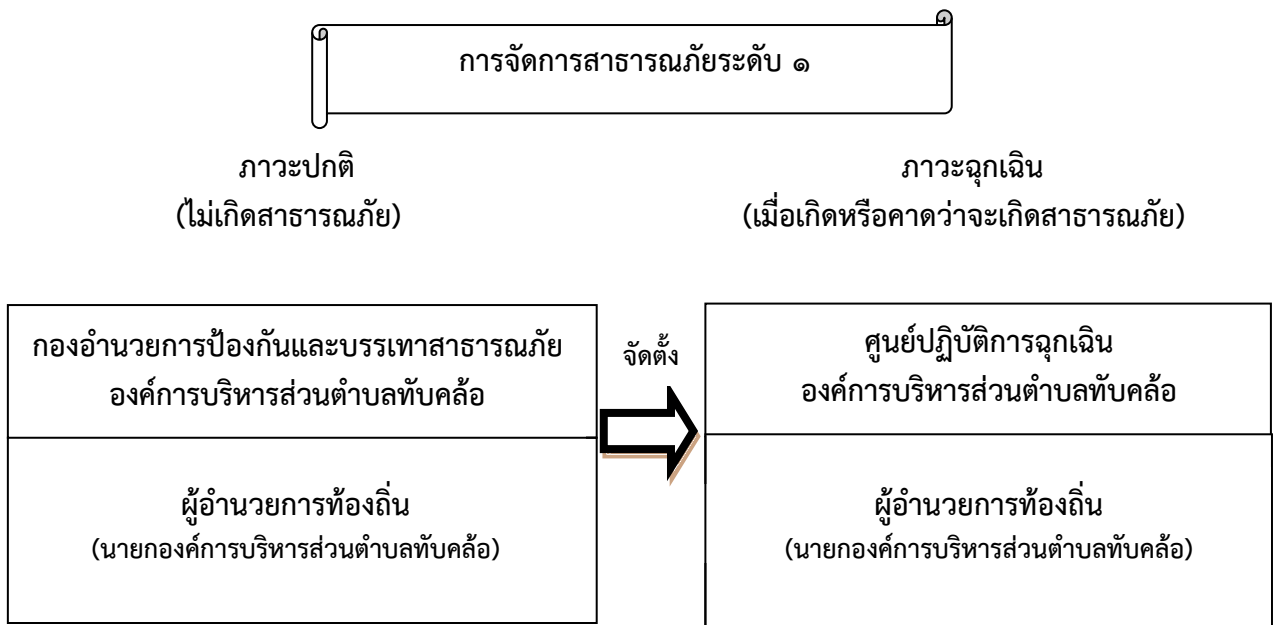 การจัดการสาธารณภัยระดับ ๑
ภาวะปกติ
(ไม่เกิดสาธารณภัย)
ภาวะฉุกเฉิน
(เมื่อเกิดหรือคาดว่าจะเกิดสาธารณภัย)
กองอำนวยการป้องกันและบรรเทาสาธารณภัย
องค์การบริหารส่วนตำบลทับคล้อ
ผู้อำนวยการท้องถิ่น
(นายกองค์การบริหารส่วนตำบลทับคล้อ)
จัดตั้ง
ศูนย์ปฏิบัติการฉุกเฉิน
องค์การบริหารส่วนตำบลทับคล้อ
ผู้อำนวยการท้องถิ่น
(นายกองค์การบริหารส่วนตำบลทับคล้อ)